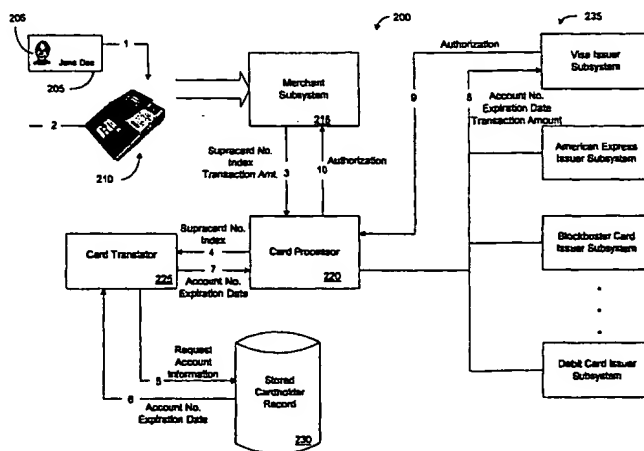 206
200
235
1
Jane Doe
205
2
210
Merchant
Subsystem
215
Authorization
9
8
Visa Issuer
Subsystem
Account No.
Expiration Date
Transaction Amount
American Express
Issuer Subsystem
Supracard No.
Index
Transaction Amt.
3
10
Authorization
Supracard No.
Index
4
7
Account No.
Expiration Date
Card Translator
225
Card Processor
220
Blockbuster Card
Issuer Subsystem
Request
Account
Information
5
6
Account No.
Expiration Date
Stored
Cardholder
Record
230
Debit Card Issuer
Subsystem